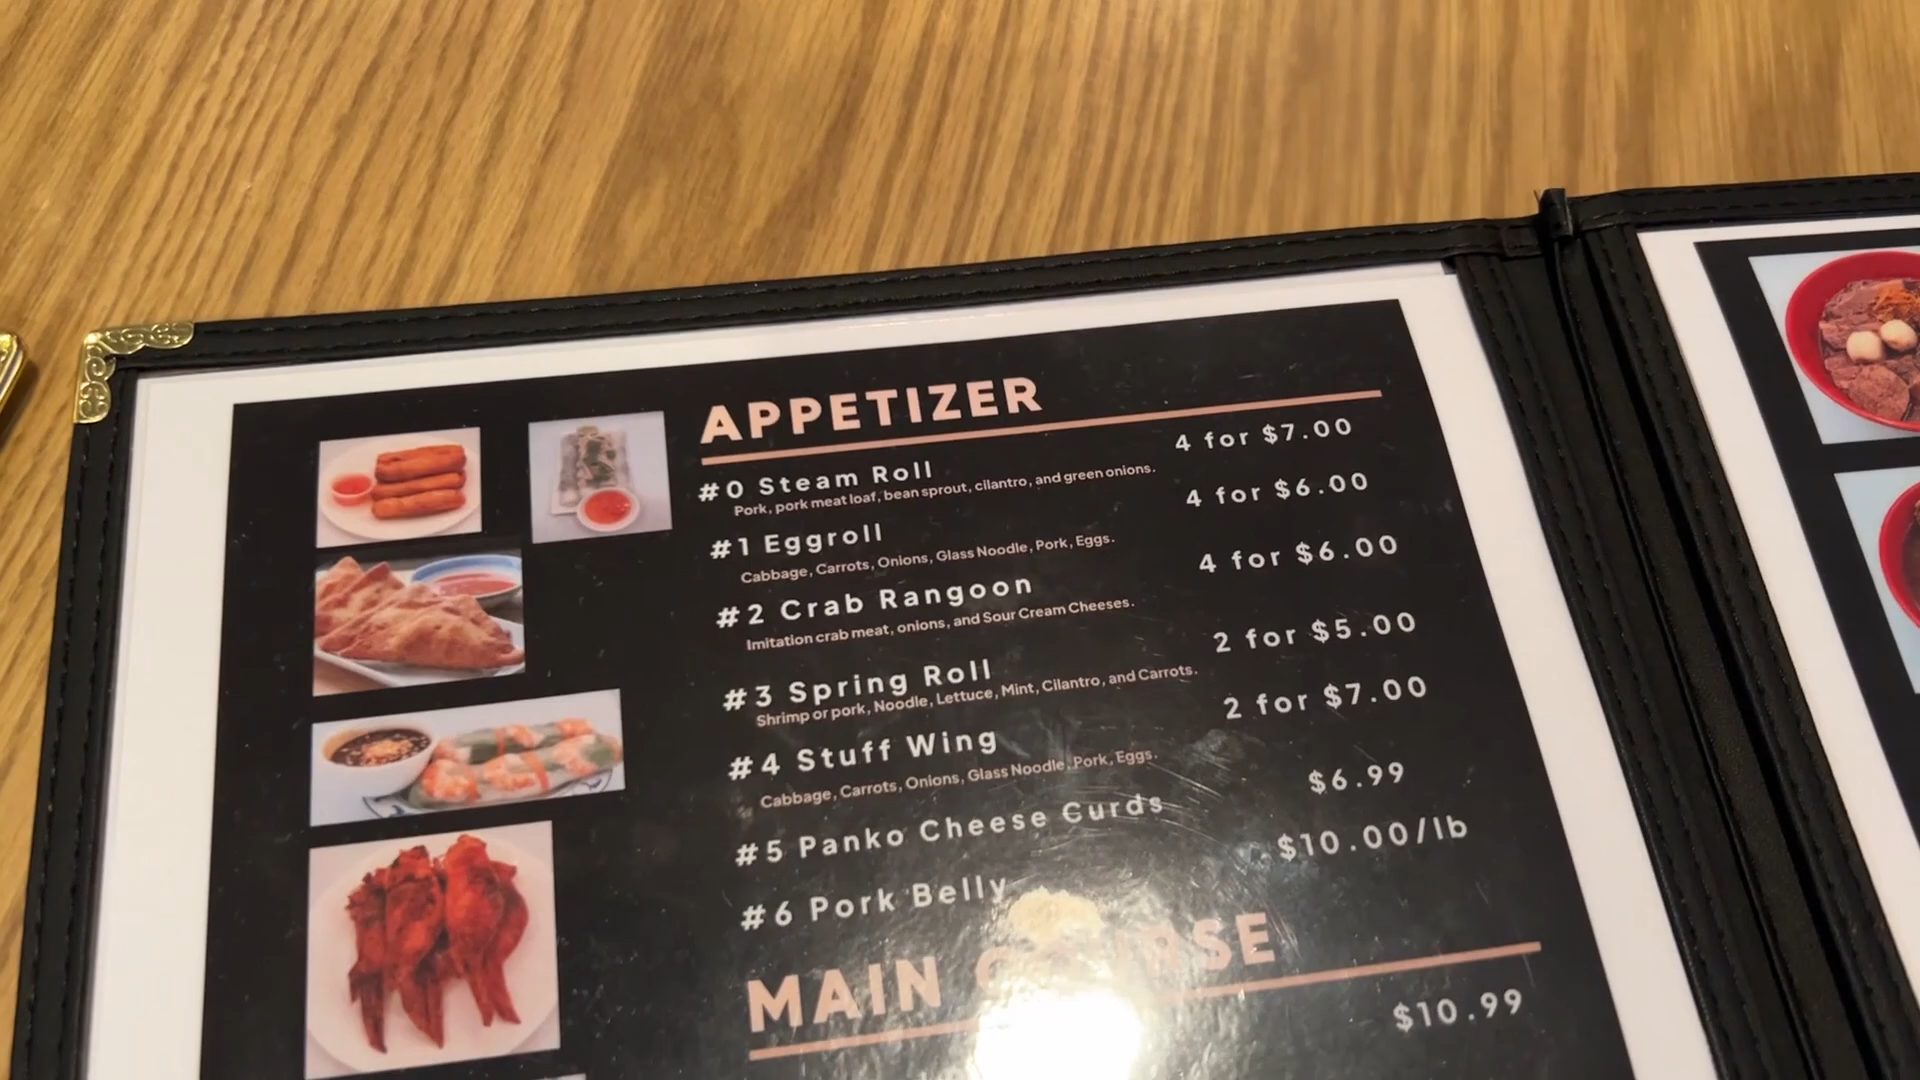 APPETIZER
#0 Steam Roll 4 for $7.00
Pork, pork meat loaf, bean sprout, cilantro, and green onions.
#1 Eggroll 4 for $6.00
Cabbage, Carrots, Onions, Glass Noodle, Pork, Eggs.
#2 Crab Rangoon 4 for $6.00
Imitation crab meat, onions, and Sour Cream Cheeses.
#3 Spring Roll 2 for $5.00
Shrimp or pork, Noodle, Lettuce, Mint, Cilantro, and Carrots.
#4 Stuff Wing 2 for $7.00
Cabbage, Carrots, Onions, Glass Noodle, Pork, Eggs.
#5 Panko Cheese Curds $6.99
#6 Pork Belly $10.00/lb
MAIN COURSE
$10.99